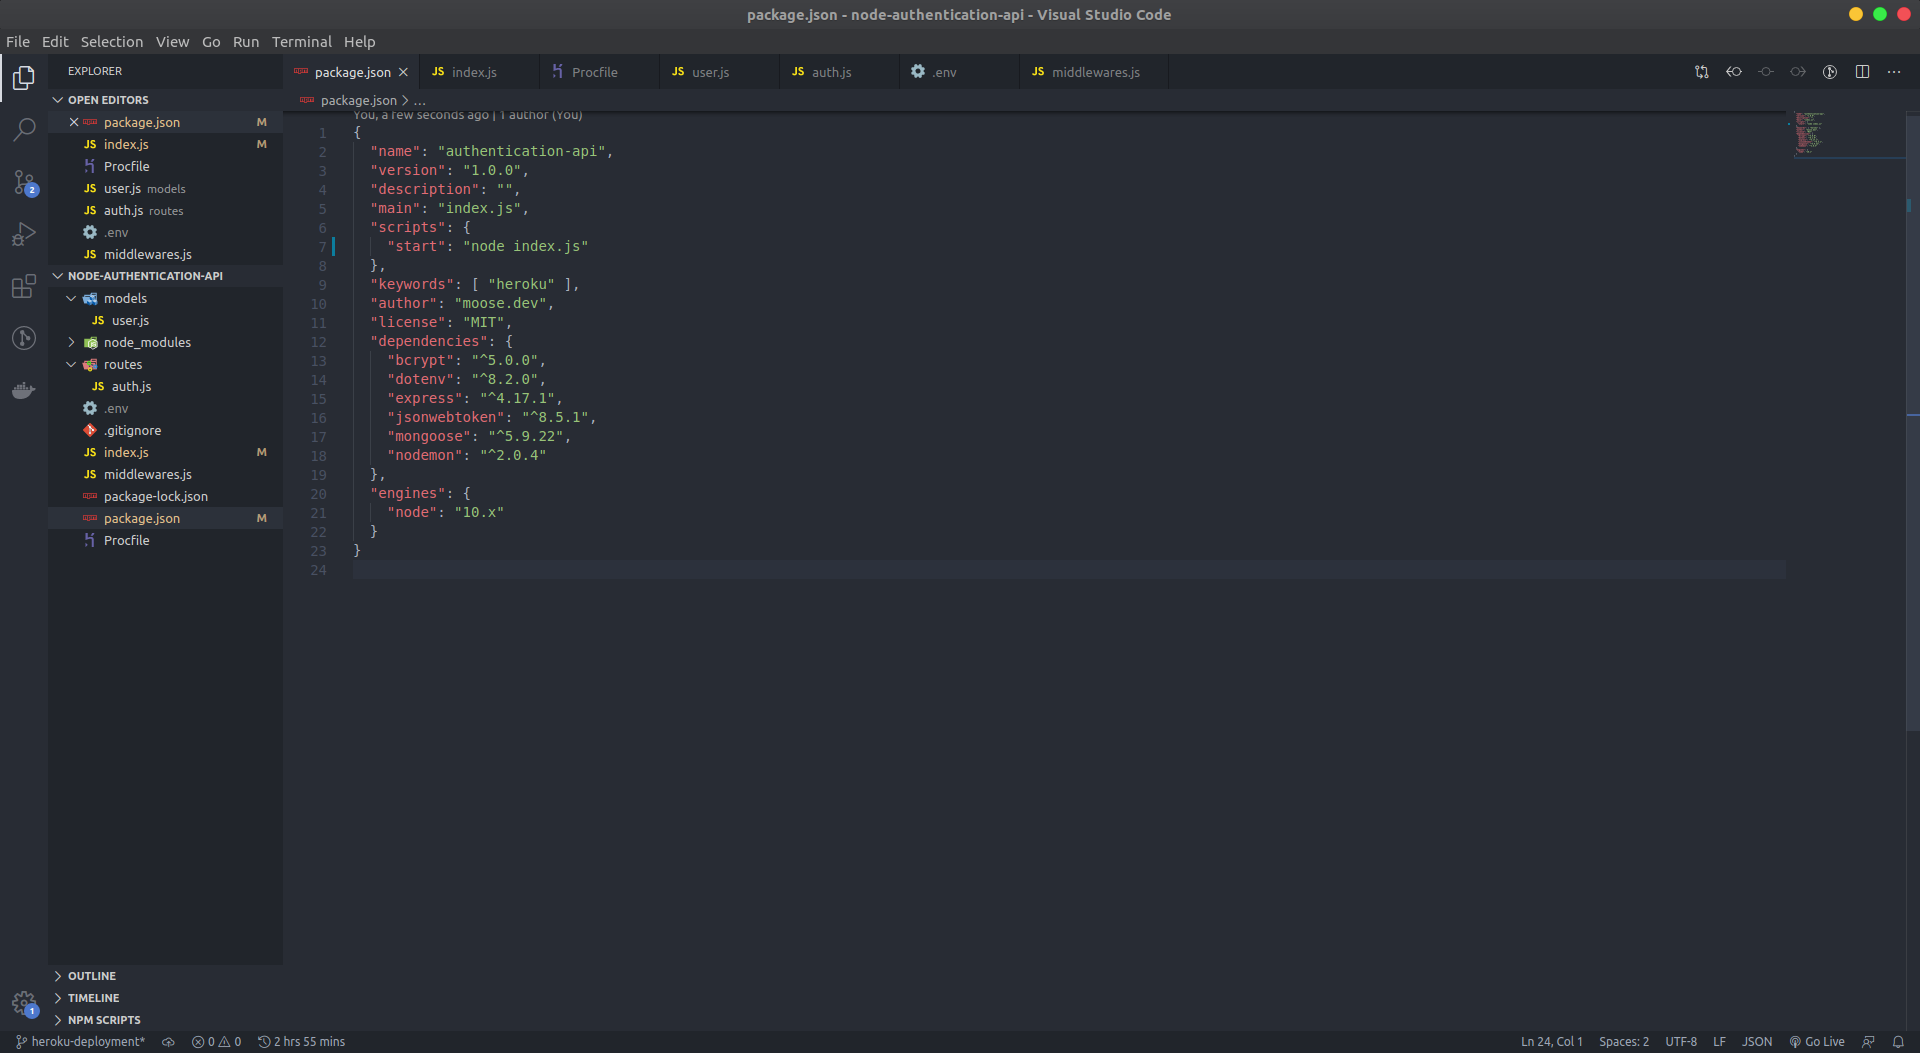 package.json - node-authentication-api - Visual Studio Code
File Edit Selection View Go Run Terminal Help
EXPLORER
OPEN EDITORS
package.json M
JS index.js M
Procfile
JS user.js models
JS auth.js routes
.env
JS middlewares.js
NODE-AUTHENTICATION-API
models
JS user.js
node_modules
routes
JS auth.js
.env
.gitignore
JS index.js M
JS middlewares.js
package-lock.json
package.json M
Procfile
OUTLINE
TIMELINE
NPM SCRIPTS
2
1
package.json JS index.js Procfile JS user.js JS auth.js .env JS middlewares.js
package.json > ...
You, a few seconds ago | 1 author (You)
1 {
2 "name": "authentication-api",
3 "version": "1.0.0",
4 "description": "",
5 "main": "index.js",
6 "scripts": {
7 "start": "node index.js"
8 },
9 "keywords": [ "heroku" ],
10 "author": "moose.dev",
11 "license": "MIT",
12 "dependencies": {
13 "bcrypt": "^5.0.0",
14 "dotenv": "^8.2.0",
15 "express": "^4.17.1",
16 "jsonwebtoken": "^8.5.1",
17 "mongoose": "^5.9.22",
18 "nodemon": "^2.0.4"
19 },
20 "engines": {
21 "node": "10.x"
22 }
23 }
24
heroku-deployment* 0 0 2 hrs 55 mins Ln 24, Col 1 Spaces: 2 UTF-8 LF JSON Go Live